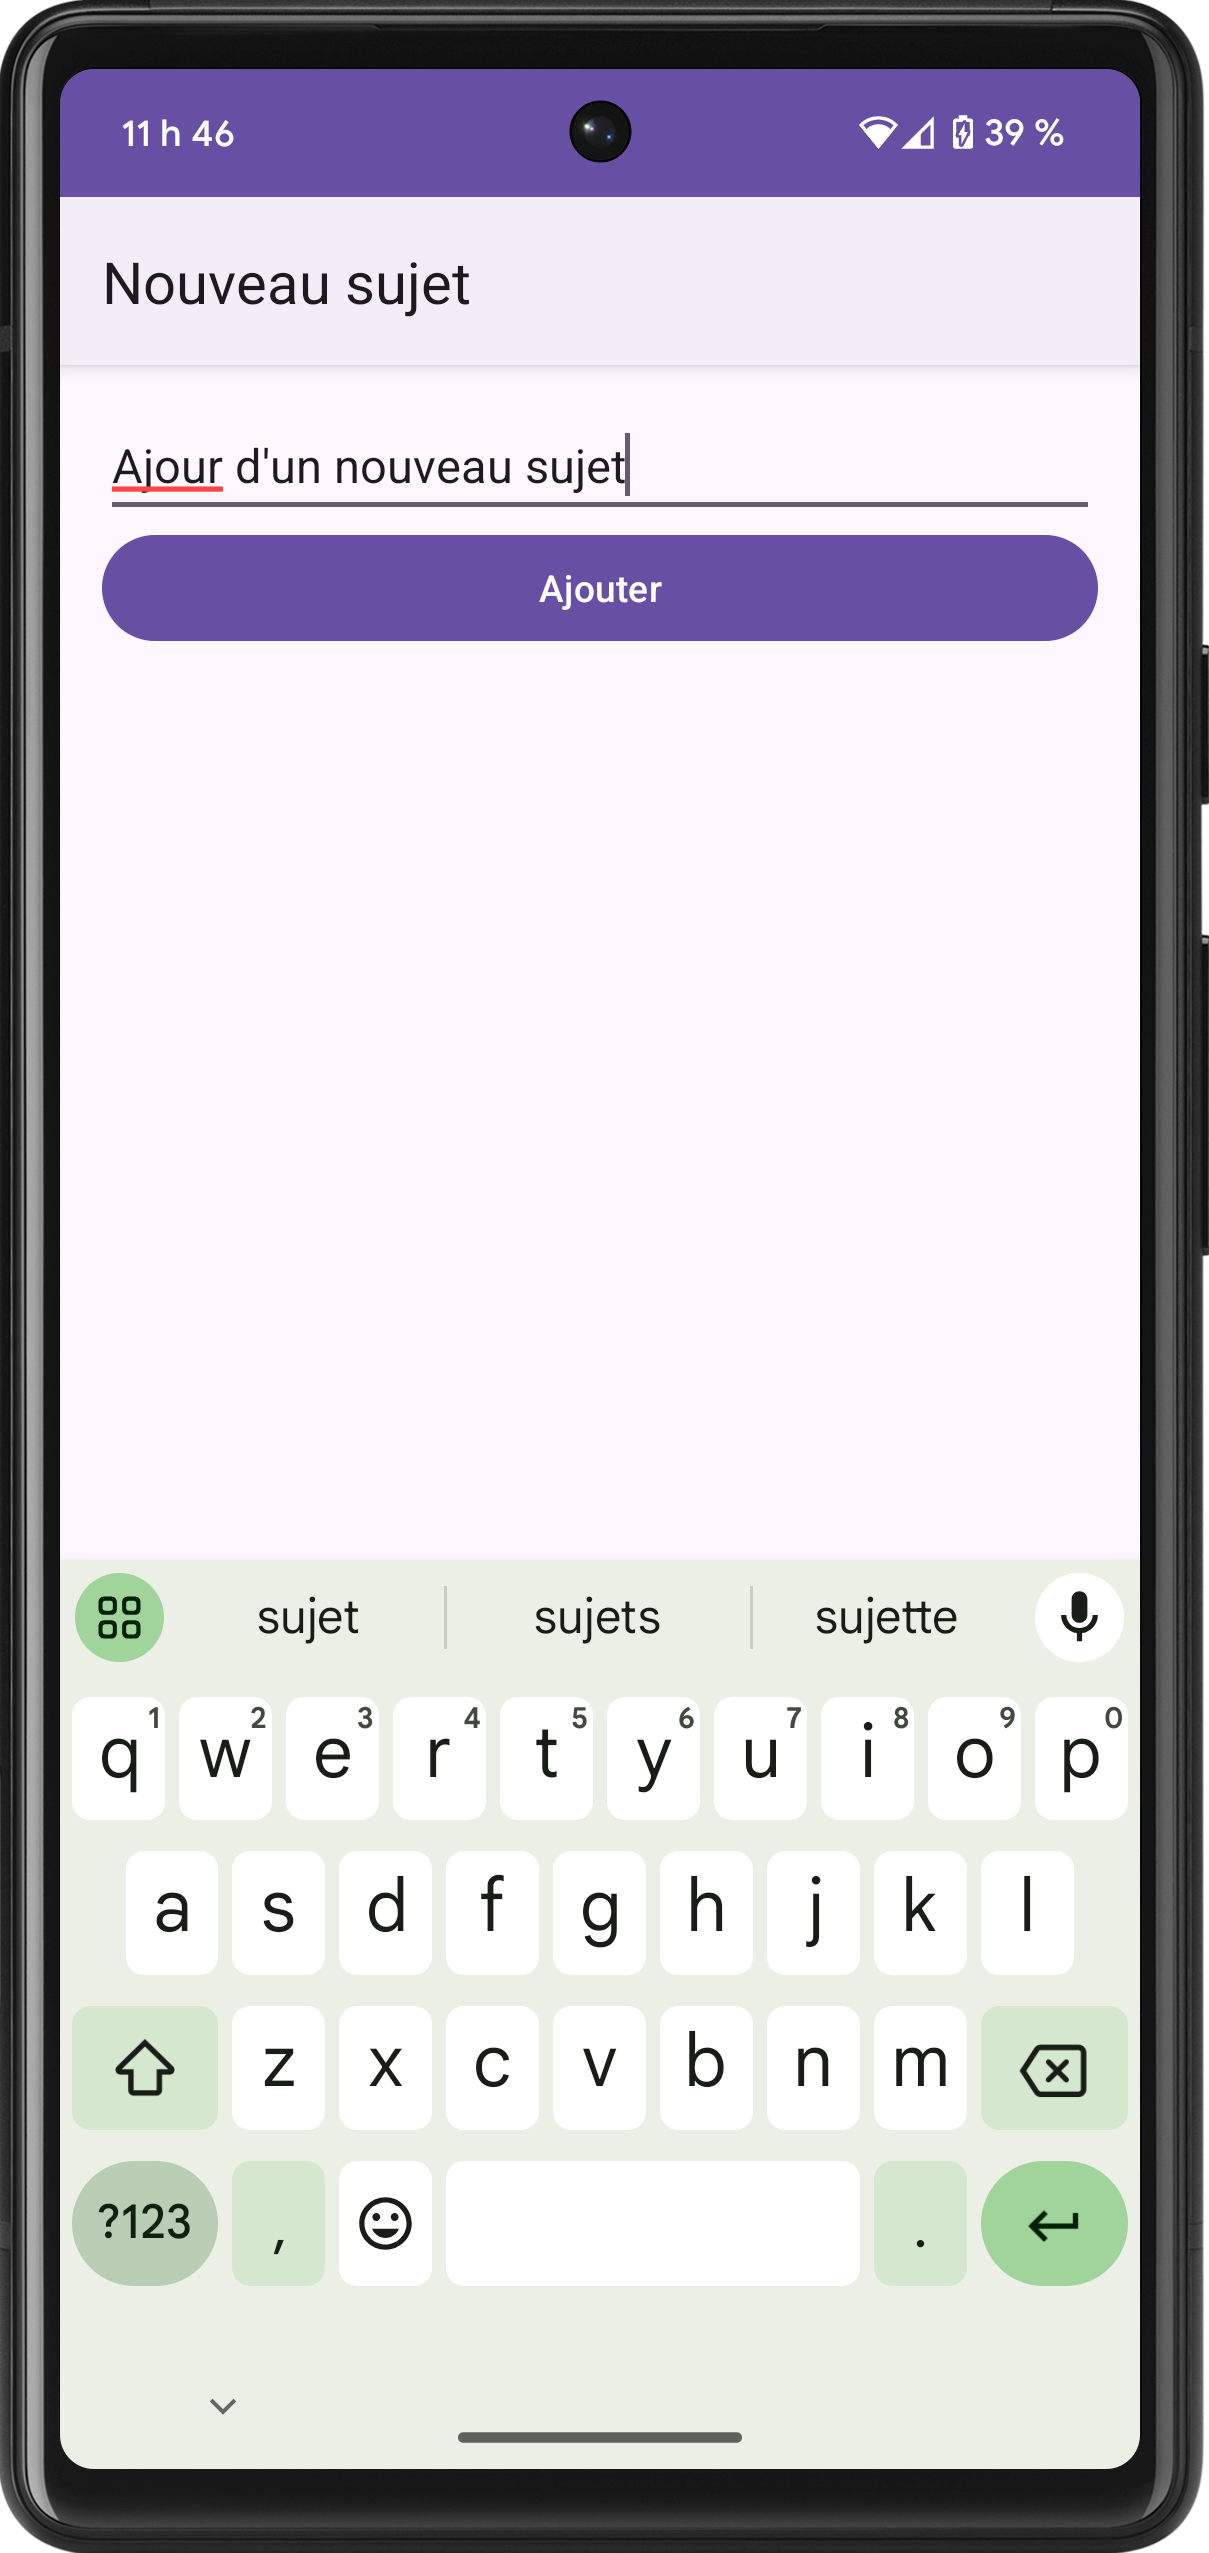 11 h 46 39 %
Nouveau sujet
Ajour d'un nouveau sujet
Ajouter
sujet sujets sujette
1 2 3 4 5 6 7 8 9 0
q w e r t y u i o p
a s d f g h j k l
z x c v b n m
?123 , .